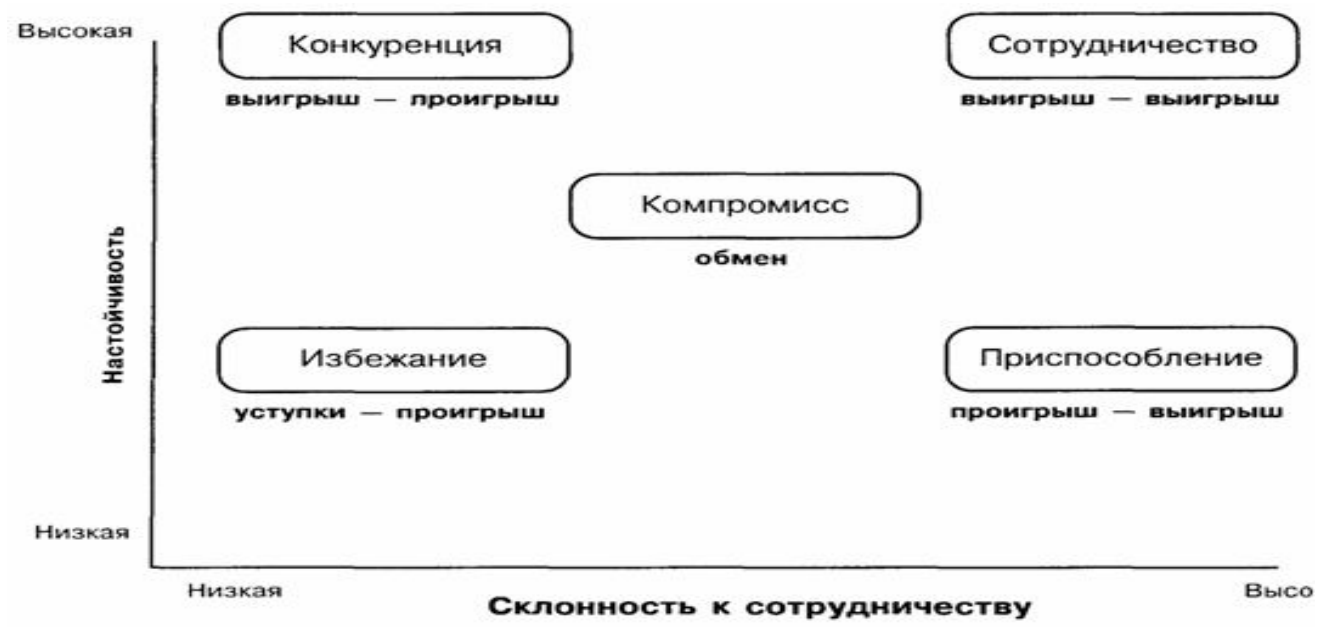 Высокая
Конкуренция
Сотрудничество
выигрыш — проигрыш
выигрыш — выигрыш
Компромисс
обмен
Настойчивость
Избежание
Приспособление
уступки — проигрыш
проигрыш — выигрыш
Низкая
Низкая
Высо
Склонность к сотрудничеству